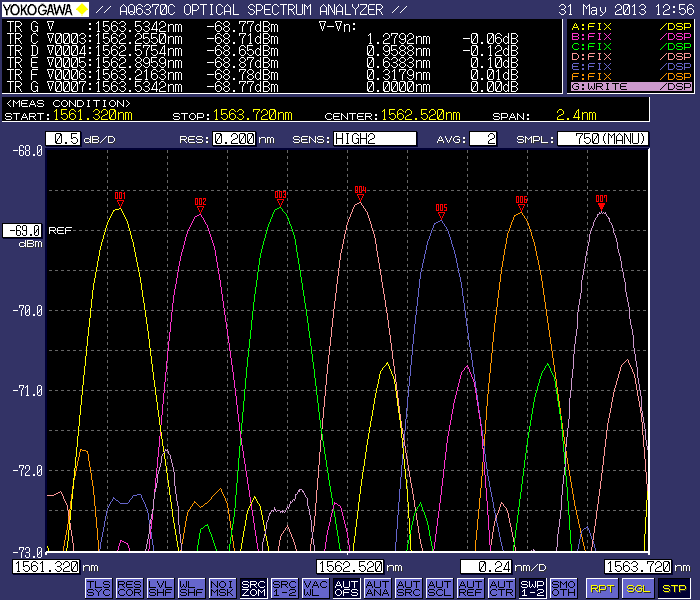 YOKOGAWA // AQ6370C OPTICAL SPECTRUM ANALYZER // 31 May 2013 12:56
TR G ∇ : 1563.5342nm -68.77dBm ∇-∇n:
TR C ∇0003: 1562.2550nm -68.71dBm 1.2792nm -0.06dB
TR D ∇0004: 1562.5754nm -68.65dBm 0.9588nm -0.12dB
TR E ∇0005: 1562.8959nm -68.87dBm 0.6383nm 0.10dB
TR F ∇0006: 1563.2163nm -68.78dBm 0.3179nm 0.01dB
TR G ∇0007: 1563.5342nm -68.77dBm 0.0000nm 0.00dB
A:FIX /DSP
B:FIX /DSP
C:FIX /DSP
D:FIX /DSP
E:FIX /DSP
F:FIX /DSP
G:WRITE /DSP
<MEAS CONDITION>
START:1561.320nm STOP:1563.720nm CENTER:1562.520nm SPAN: 2.4nm
0.5 dB/D RES:0.200 nm SENS:HIGH2 AVG: 2 SMPL: 750(MANU)
-68.0
001 002 003 004 005 006 007
-69.0 REF
dBm
-70.0
-71.0
-72.0
-73.0
1561.320 nm 1562.520 nm 0.24 nm/D 1563.720 nm
TLS SYC RES COR LVL SHF WL SHF NOI MSK SRC ZOM SRC 1-2 VAC WL AUT OFS AUT ANA AUT SRC AUT SCL AUT REF AUT CTR SWP 1-2 SMO OTH RPT SGL STP